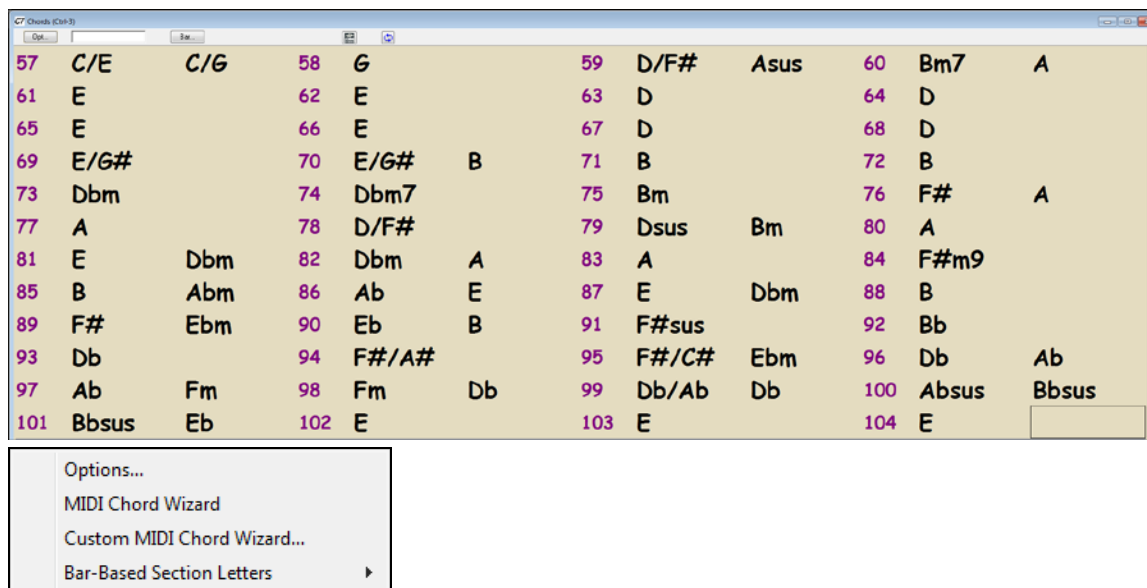 Chords (Ctrl-3)
Opt... Bar...
57 C/E C/G 58 G 59 D/F# Asus 60 Bm7 A
61 E 62 E 63 D 64 D
65 E 66 E 67 D 68 D
69 E/G# 70 E/G# B 71 B 72 B
73 Dbm 74 Dbm7 75 Bm 76 F# A
77 A 78 D/F# 79 Dsus Bm 80 A
81 E Dbm 82 Dbm A 83 A 84 F#m9
85 B Abm 86 Ab E 87 E Dbm 88 B
89 F# Ebm 90 Eb B 91 F#sus 92 Bb
93 Db 94 F#/A# 95 F#/C# Ebm 96 Db Ab
97 Ab Fm 98 Fm Db 99 Db/Ab Db 100 Absus Bbsus
101 Bbsus Eb 102 E 103 E 104 E
Options...
MIDI Chord Wizard
Custom MIDI Chord Wizard...
Bar-Based Section Letters